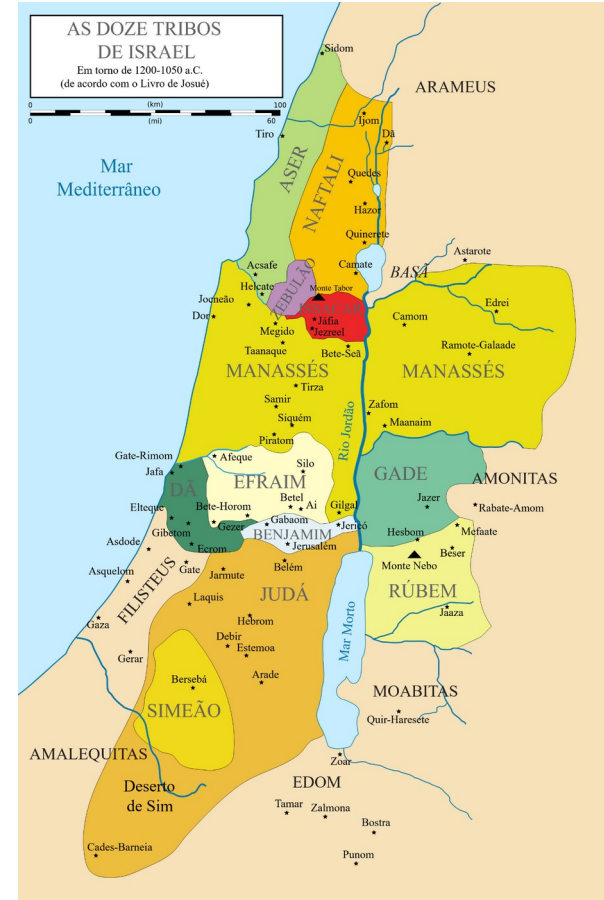 AS DOZE TRIBOS
DE ISRAEL
Em torno de 1200-1050 a.C.
(de acordo com o Livro de Josué)
0 (km) 100
0 (mi) 60
Sidom
ARAMEUS
Ijom
Tiro
Dã
Mar
Mediterrâneo
ASER
NAFTALI
Quedes
Hazor
Quinerete
Astarote
Acsafe
Camate
BASÃ
Helcate
ZEBULÃO
Monte Tabor
Jocneão
ISSACAR
Edrei
Dor
Jáfia
Camom
Megido
Jezreel
Taanaque
Bete-Seã
Ramote-Galaade
MANASSÉS
MANASSÉS
Tirza
Samir
Zafom
Siquém
Maanaim
Piratom
Rio Jordão
Gate-Rimom
Afeque
Jafa
Silo
GADE
DÃ
EFRAIM
AMONITAS
Elteque
Bete-Horom
Betel
Ai
Gilgal
Jazer
Rabate-Amom
Gezer
Gabaom
Jericó
Mefaate
Gibetom
BENJAMIM
Hesbom
Asdode
Ecrom
Jerusalém
Beser
Asquelom
Gate
Jarmute
Belém
Monte Nebo
FILISTEUS
JUDÁ
RÚBEM
Laquis
Jaaza
Gaza
Hebrom
Debir
Estemoa
Mar Morto
Gerar
Arade
Bersebá
MOABITAS
SIMEÃO
Quir-Haresete
AMALEQUITAS
Zoar
Deserto
de Sim
EDOM
Tamar
Zalmona
Bostra
Cades-Barneia
Punom